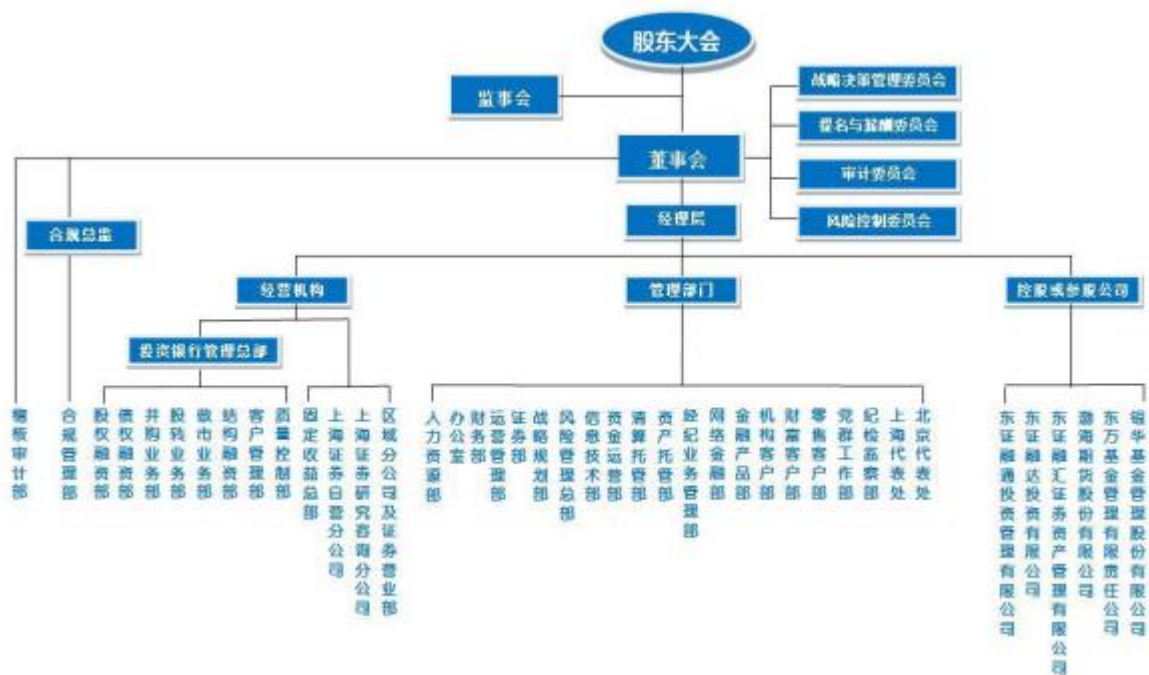 股东大会
监事会
战略决策管理委员会
提名与薪酬委员会
董事会
审计委员会
经理层
风险控制委员会
合规总监
经营机构
管理部门
控股或参股公司
投资银行管理总部
稽核审计部
合规管理部
股权融资部
债权融资部
并购业务部
股转业务部
做市业务部
结构融资部
客户管理部
质量控制部
固定收益总部
上海证券自营分公司
上海证券研究咨询分公司
区域分公司及证券营业部
人力资源部
办公室
财务部
运营管理部
证券部
战略规划部
风险管理总部
信息技术部
资金运营部
清算托管部
资产托管部
经纪业务管理部
网络金融部
金融产品部
机构客户部
财富客户部
零售客户部
党群工作部
纪检监察部
上海代表处
北京代表处
东证融通投资管理有限公司
东证融达投资有限公司
东证融汇证券资产管理有限公司
渤海期货股份有限公司
东方基金管理有限责任公司
银华基金管理股份有限公司